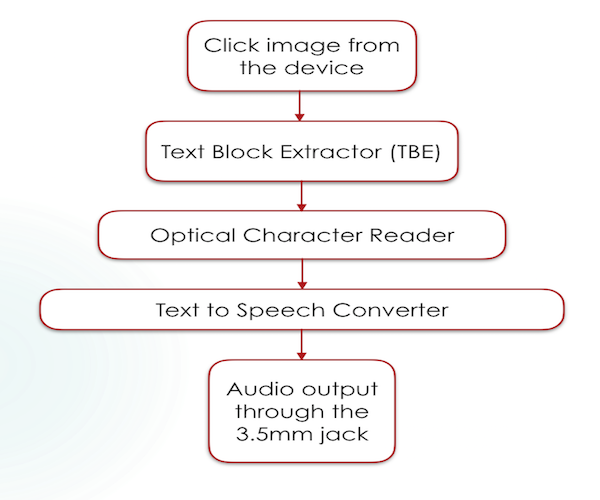 Click image from
the device
Text Block Extractor (TBE)
Optical Character Reader
Text to Speech Converter
Audio output
through the
3.5mm jack